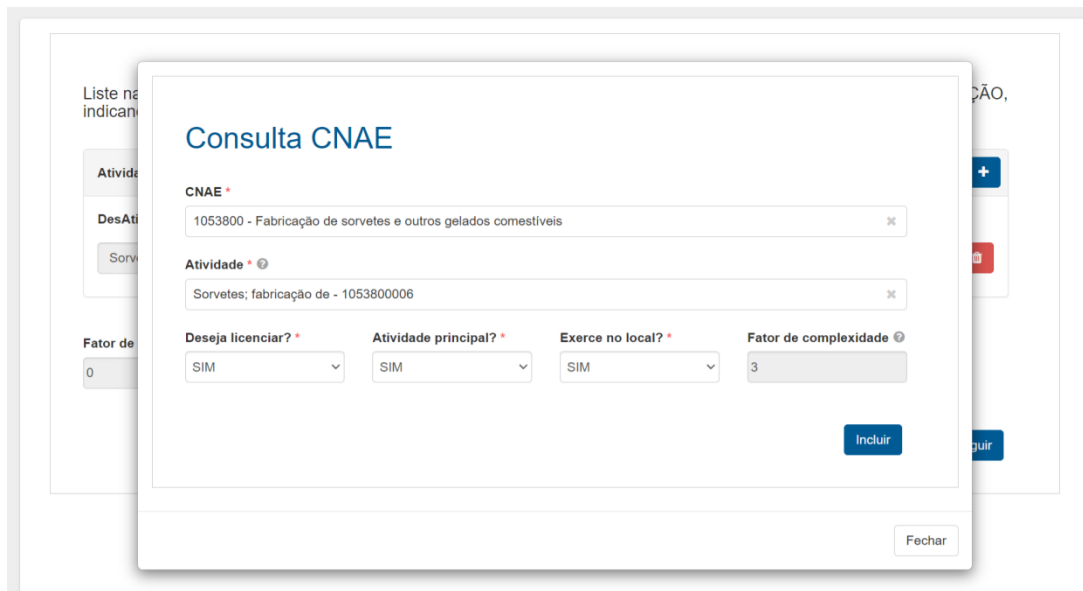 Liste na
ÇÃO,
indican
Consulta CNAE
Ativida
CNAE *
1053800 - Fabricação de sorvetes e outros gelados comestíveis
DesAti
Sorv
Atividade *
Sorvetes; fabricação de - 1053800006
Fator de
Deseja licenciar? *
Atividade principal? *
Exerce no local? *
Fator de complexidade
0
SIM
SIM
SIM
3
Incluir
guir
Fechar